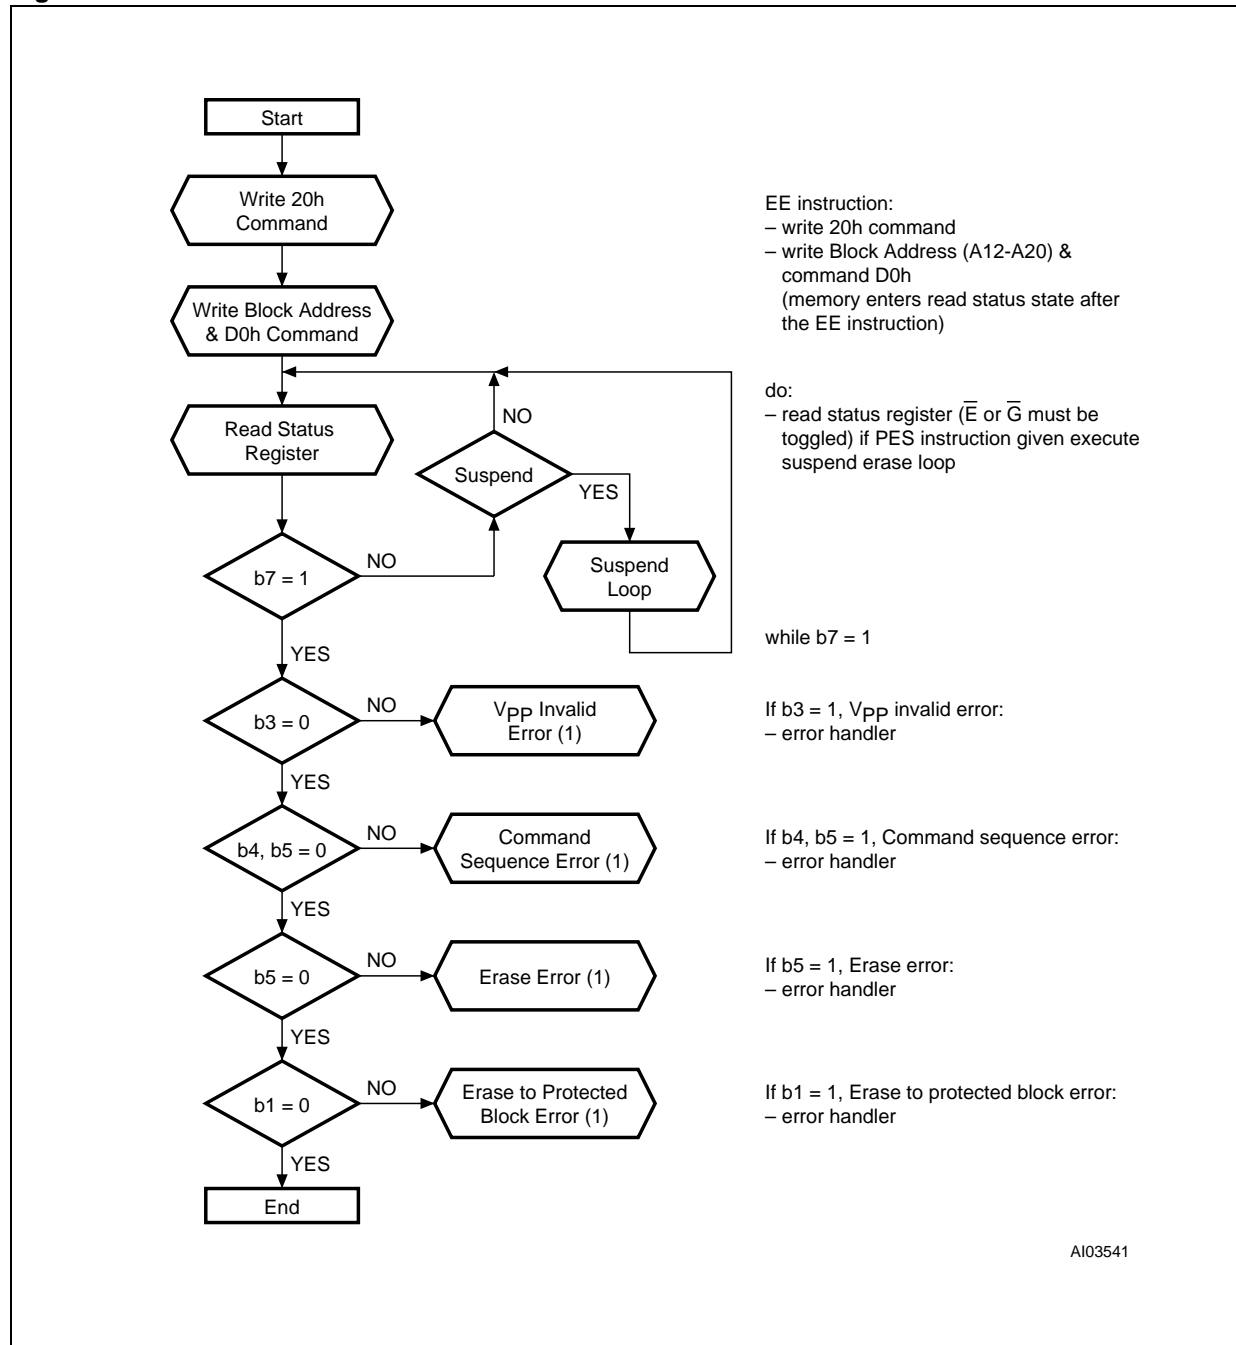 Start
Write 20h
Command
EE instruction:
– write 20h command
– write Block Address (A12-A20) &
command D0h
(memory enters read status state after
the EE instruction)
Write Block Address
& D0h Command
do:
– read status register (E̅ or G̅ must be
toggled) if PES instruction given execute
suspend erase loop
NO
Read Status
Register
Suspend
YES
NO
b7 = 1
Suspend
Loop
while b7 = 1
YES
NO
b3 = 0
VPP Invalid
Error (1)
If b3 = 1, VPP invalid error:
– error handler
YES
NO
b4, b5 = 0
Command
Sequence Error (1)
If b4, b5 = 1, Command sequence error:
– error handler
YES
NO
b5 = 0
Erase Error (1)
If b5 = 1, Erase error:
– error handler
YES
NO
b1 = 0
Erase to Protected
Block Error (1)
If b1 = 1, Erase to protected block error:
– error handler
YES
End
AI03541